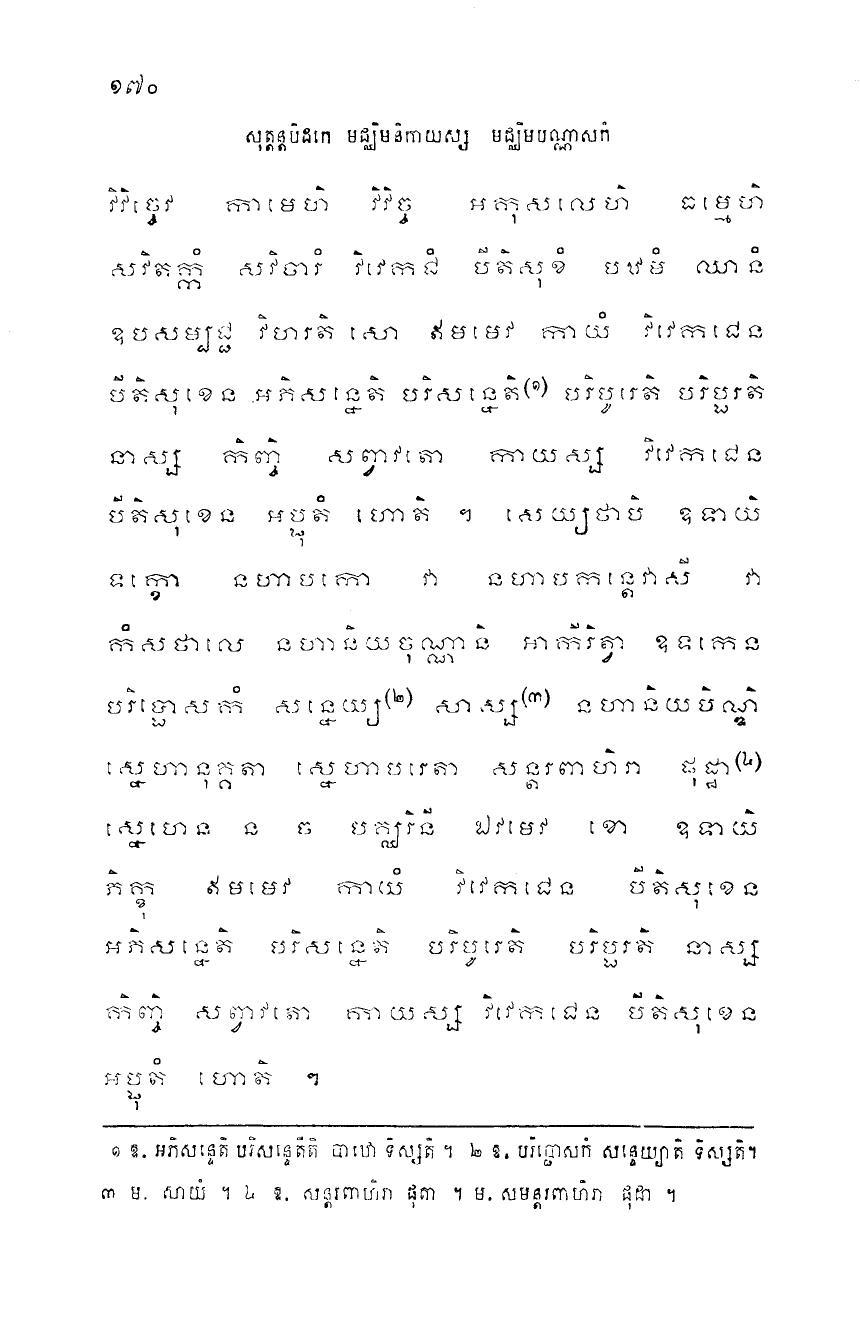 ១៧០
សុត្តន្តបិដកេ មជ្ឈិមនិកាយស្ស មជ្ឈិមបណ្ណាសកំ
វិវិច្ចេវ កាមេហិ វិវិច្ច អកុសលេហិ ធម្មេហិ
សវិតក្កំ សវិចារំ វិវេកជំ បីតិសុខំ បឋមំ ឈានំ
ឧបសម្បជ្ជ វិហរតិ សោ ឥមមេវ កាយំ វិវេកជេន
បីតិសុខេន អភិសន្នេតិ បរិសន្នេតិ(១) បរិបូរេតិ បរិប្ផរតិ
នាស្ស កិញ្ចិ សព្វាវតោ កាយស្ស វិវេកជេន
បីតិសុខេន អប្ផុតំ ហោតិ ។ សេយ្យថាបិ ឧទាយិ
ទក្ខោ នហាបកោ វា នហាបកន្តេវាសី វា
កំសថាលេ នហានិយចុណ្ណានិ អាកីរិត្វា ឧទកេន
បរិប្ផោសកំ សន្នេយ្យ(២) សាស្ស(៣) នហានិយបិណ្ឌិ
ស្នេហានុគ្គតា ស្នេហាបរេតា សន្តរពាហិរា ផុដ្ឋា(៤)
ស្នេហេន ន ច បគ្ឃរិនី ឯវមេវ ខោ ឧទាយិ
ភិក្ខុ ឥមមេវ កាយំ វិវេកជេន បីតិសុខេន
អភិសន្នេតិ បរិសន្នេតិ បរិបូរេតិ បរិប្ផរតិ នាស្ស
កិញ្ចិ សព្វាវតោ កាយស្ស វិវេកជេន បីតិសុខេន
អប្ផុតំ ហោតិ ។
១ ឱ. អភិសន្ទេតិ បរិសន្ទេតីតិ បាឋោ ទិស្សតិ ។ ២ ឱ. បរិប្ផោសកំ សន្ទេយ្យាតិ ទិស្សតិ។
៣ ម. សាយំ ។ ៤ ឱ. សន្តរពាហិរា ផុតា ។ ម. សមន្តរពាហិរា ផុដា ។